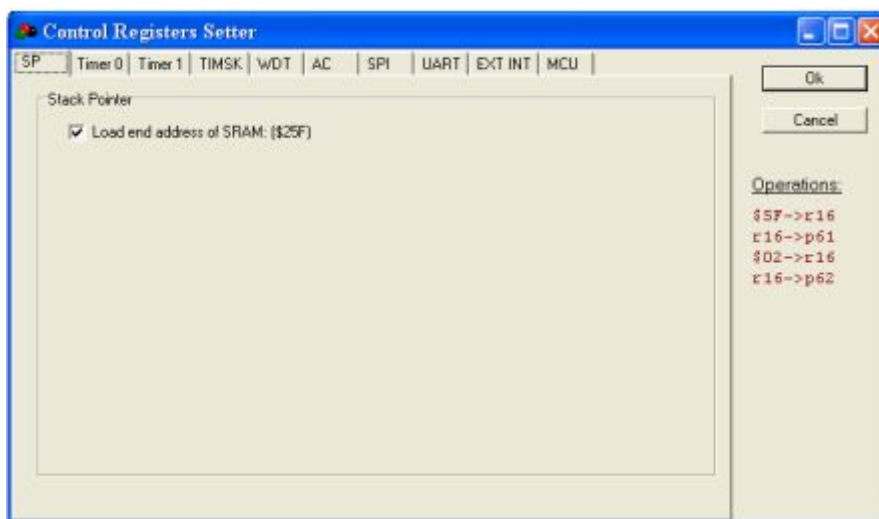 Control Registers Setter
SP Timer 0 Timer 1 TIMSK WDT AC SPI UART EXT INT MCU
Ok
Stack Pointer
Load end address of SRAM: ($25F)
Cancel
Operations:
$5F->r16
r16->p61
$02->r16
r16->p62